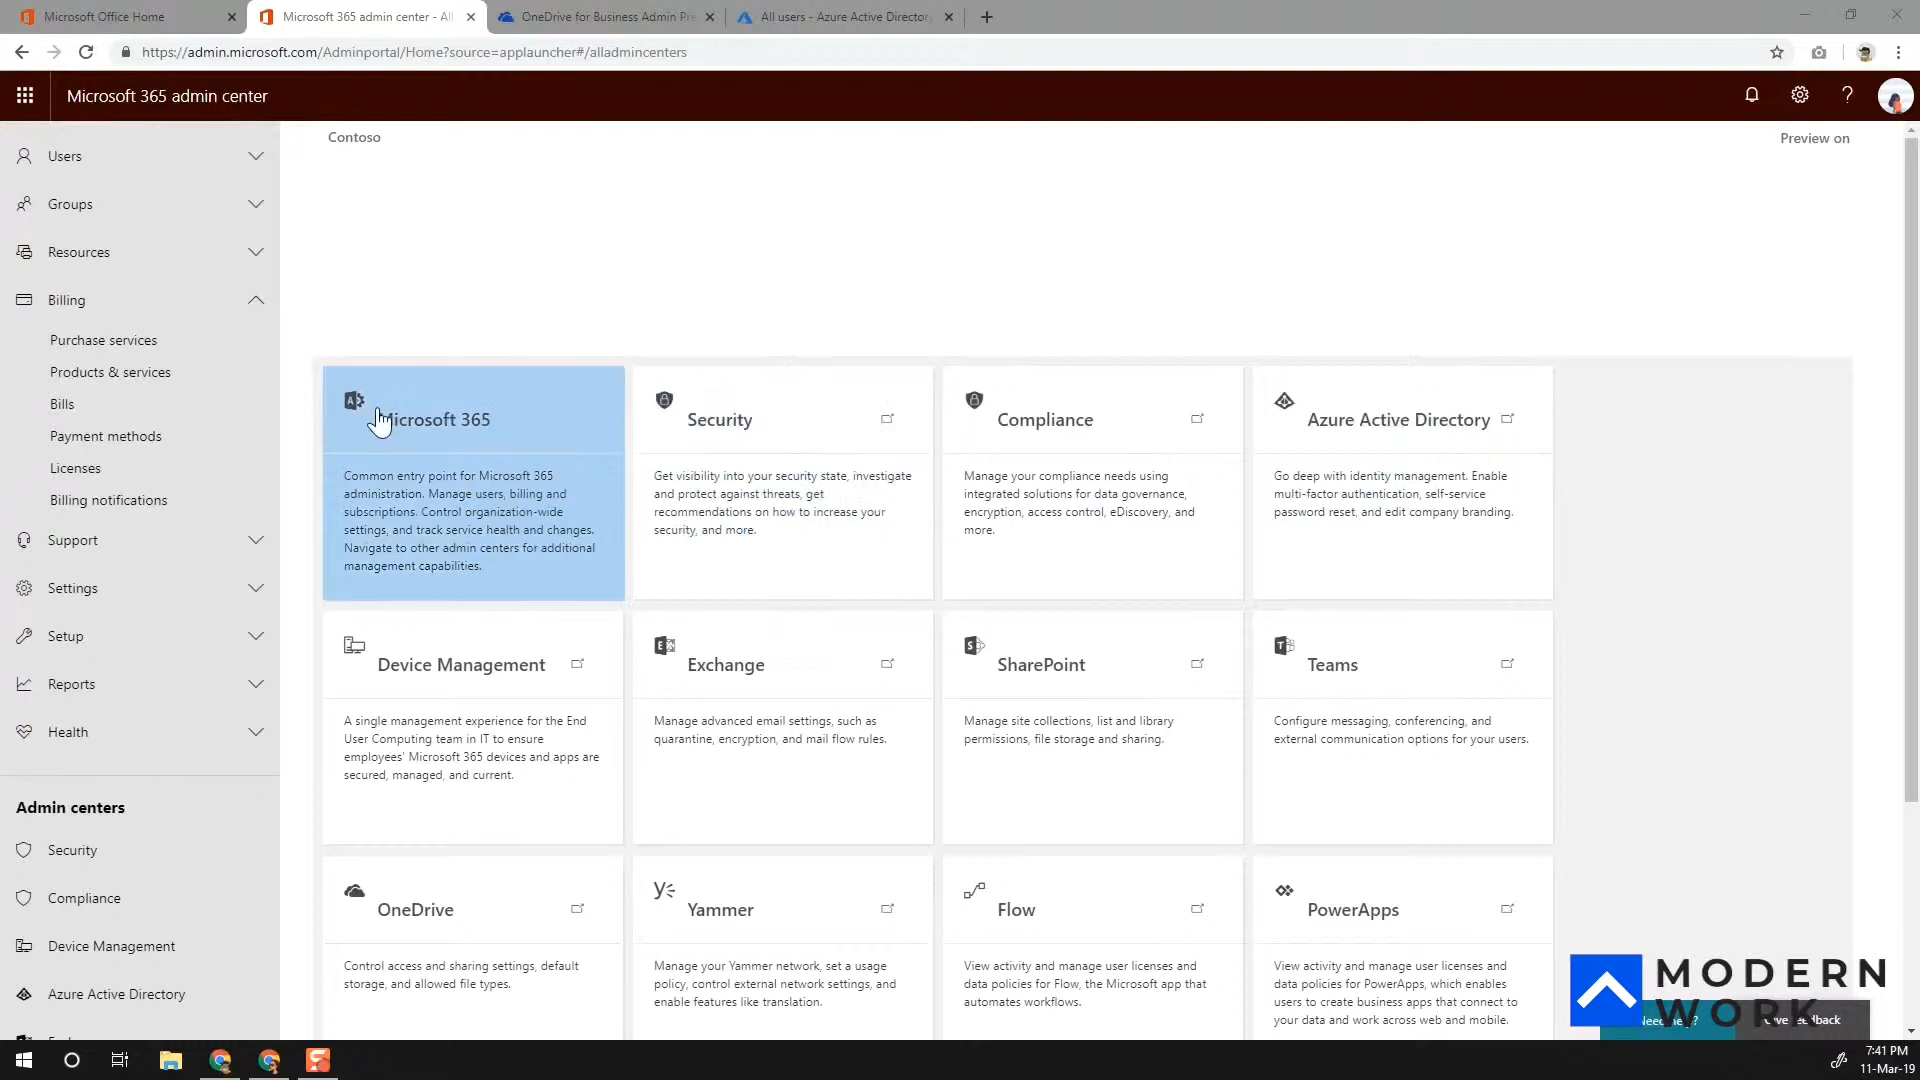 Microsoft Office Home
Microsoft 365 admin center - Al
OneDrive for Business Admin Pre
All users - Azure Active Directory
https://admin.microsoft.com/Adminportal/Home?source=applauncher#/alladmincenters
Microsoft 365 admin center
?
Contoso
Preview on
Users
Groups
Resources
Billing
Purchase services
Products & services
Bills
Payment methods
Licenses
Billing notifications
Support
Settings
Setup
Reports
Health
Admin centers
Security
Compliance
Device Management
Azure Active Directory
Microsoft 365
Common entry point for Microsoft 365
administration. Manage users, billing and
subscriptions. Control organization-wide
settings, and track service health and changes.
Navigate to other admin centers for additional
management capabilities.
Security
Get visibility into your security state, investigate
and protect against threats, get
recommendations on how to increase your
security, and more.
Compliance
Manage your compliance needs using
integrated solutions for data governance,
encryption, access control, eDiscovery, and
more.
Azure Active Directory
Go deep with identity management. Enable
multi-factor authentication, self-service
password reset, and edit company branding.
Device Management
A single management experience for the End
User Computing team in IT to ensure
employees' Microsoft 365 devices and apps are
secured, managed, and current.
Exchange
Manage advanced email settings, such as
quarantine, encryption, and mail flow rules.
SharePoint
Manage site collections, list and library
permissions, file storage and sharing.
Teams
Configure messaging, conferencing, and
external communication options for your users.
OneDrive
Control access and sharing settings, default
storage, and allowed file types.
Yammer
Manage your Yammer network, set a usage
policy, control external network settings, and
enable features like translation.
Flow
View activity and manage user licenses and
data policies for Flow, the Microsoft app that
automates workflows.
PowerApps
View activity and manage user licenses and
data policies for PowerApps, which enables
users to create business apps that connect to
your data and work across web and mobile.
MODERN
WORK
feedback
7:41 PM
11-Mar-19